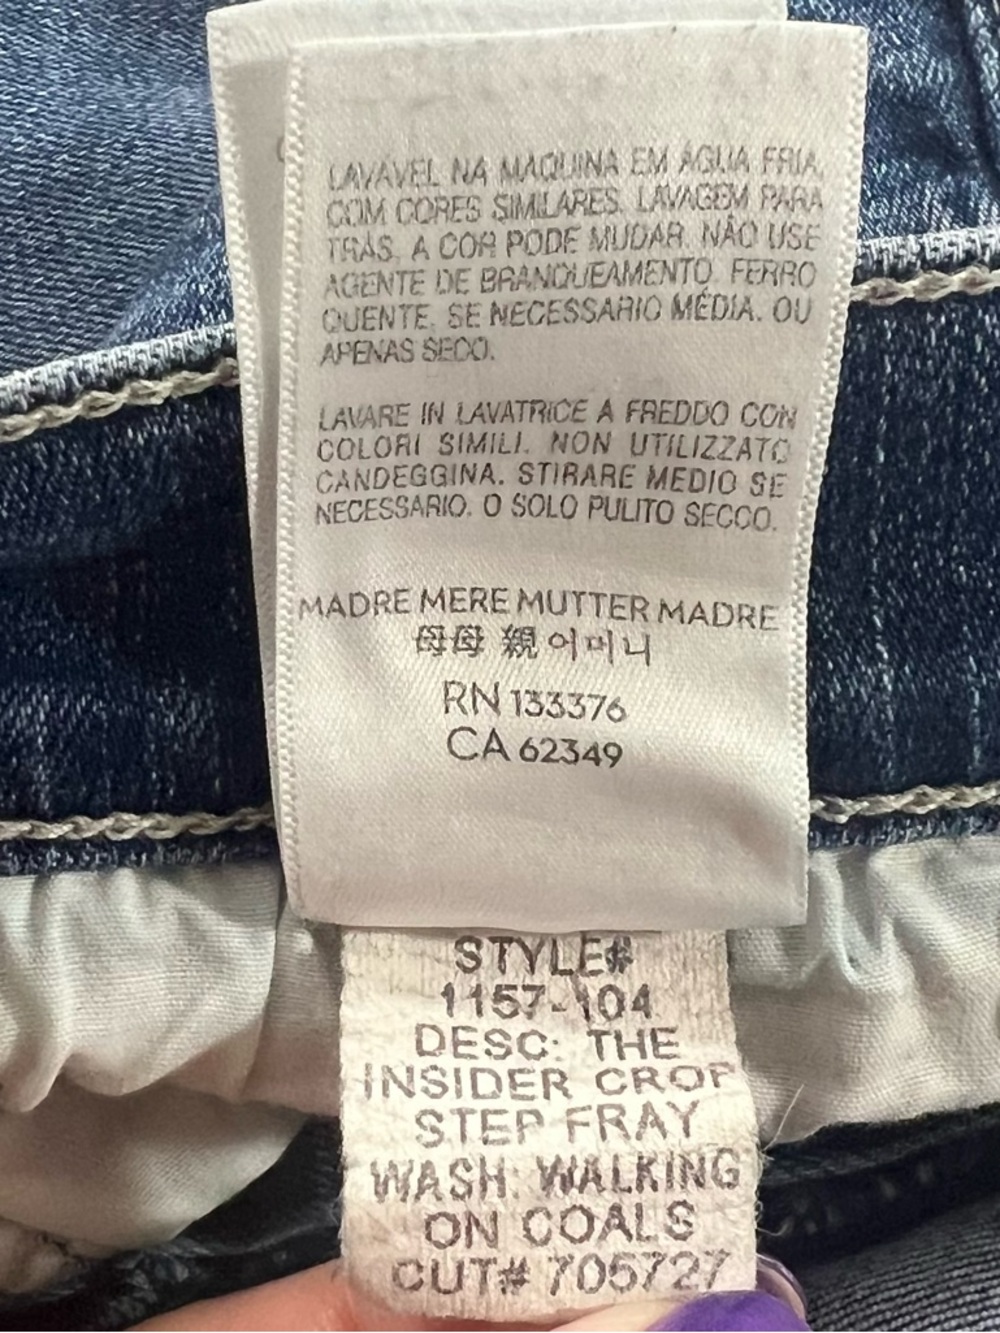 LAVAVEL NA MAQUINA EM ÁGUA FRIA,
COM CORES SIMILARES. LAVAGEM PARA
TRÁS. A COR PODE MUDAR. NÃO USE
AGENTE DE BRANQUEAMENTO. FERRO
QUENTE, SE NECESSARIO MÉDIA. OU
APENAS SECO.
LAVARE IN LAVATRICE A FREDDO CON
COLORI SIMILI. NON UTILIZZATO
CANDEGGINA. STIRARE MEDIO SE
NECESSARIO. O SOLO PULITO SECCO.
MADRE MERE MUTTER MADRE
母母 親 어머니
RN 133376
CA 62349
STYLE#
1157-104
DESC: THE
INSIDER CROP
STEP FRAY
WASH: WALKING
ON COALS
CUT# 705727